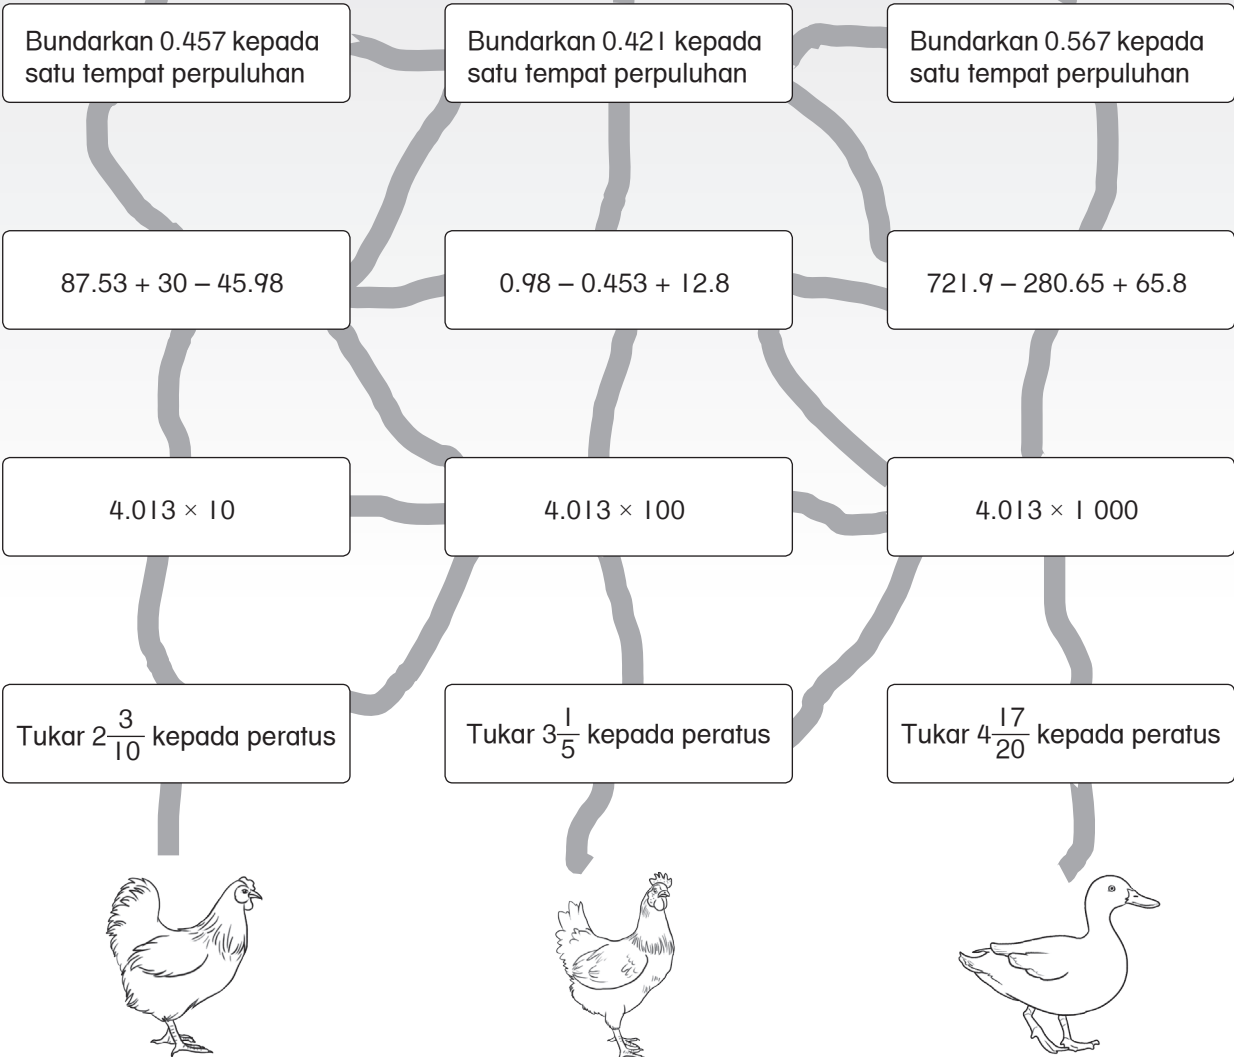 Bundarkan 0.457 kepada
satu tempat perpuluhan
Bundarkan 0.421 kepada
satu tempat perpuluhan
Bundarkan 0.567 kepada
satu tempat perpuluhan
87.53 + 30 – 45.98
0.98 – 0.453 + 12.8
721.9 – 280.65 + 65.8
4.013 × 10
4.013 × 100
4.013 × 1 000
Tukar 2 3/10 kepada peratus
Tukar 3 1/5 kepada peratus
Tukar 4 17/20 kepada peratus